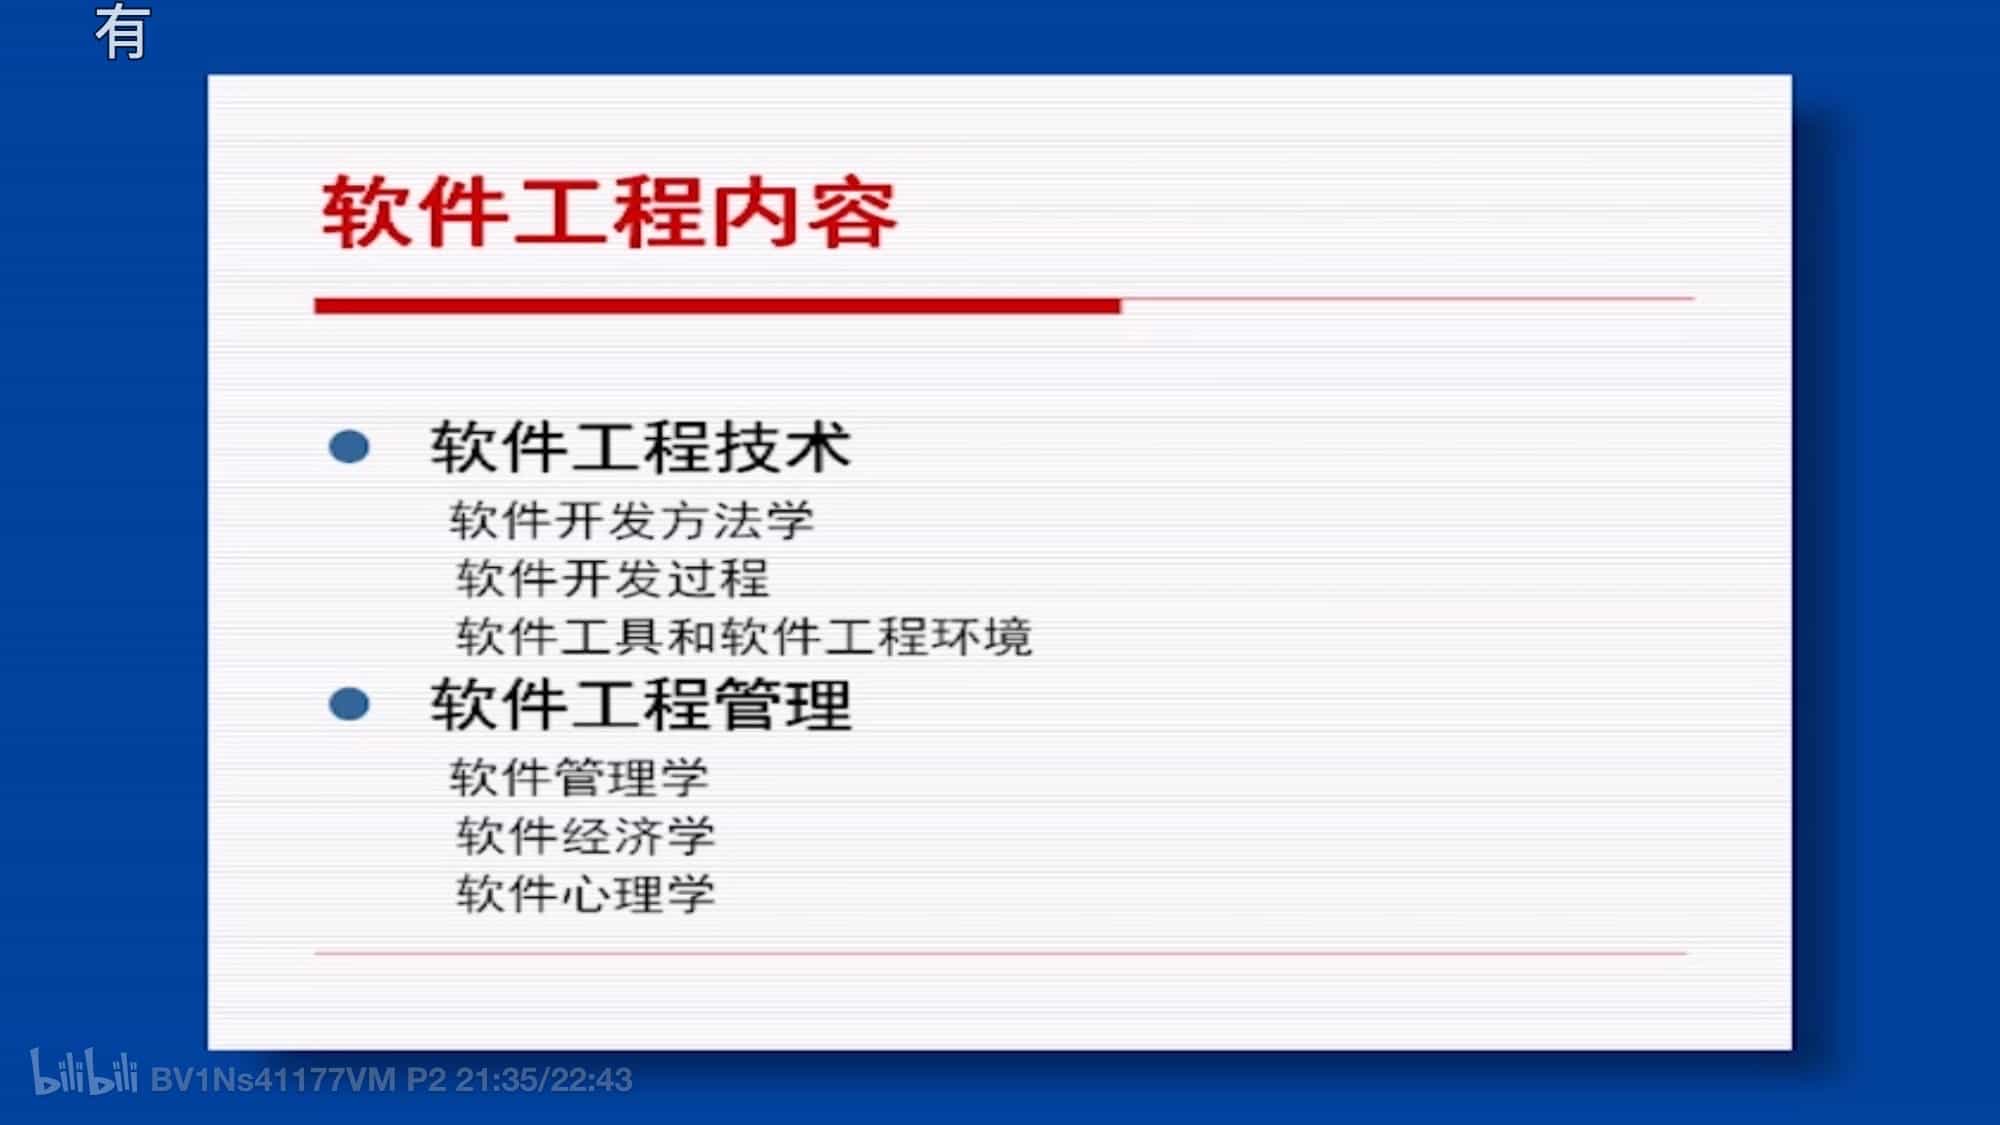 有
软件工程内容
软件工程技术
软件开发方法学
软件开发过程
软件工具和软件工程环境
软件工程管理
软件管理学
软件经济学
软件心理学
bilibili BV1Ns41177VM P2 21:35/22:43